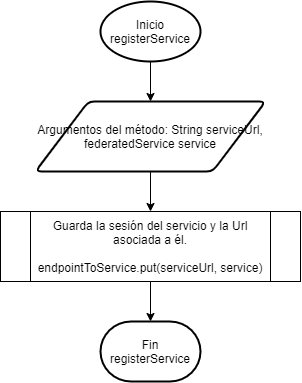 Inicio
registerService
Argumentos del método: String serviceUrl,
federatedService service
Guarda la sesión del servicio y la Url
asociada a él.
endpointToService.put(serviceUrl, service)
Fin
registerService